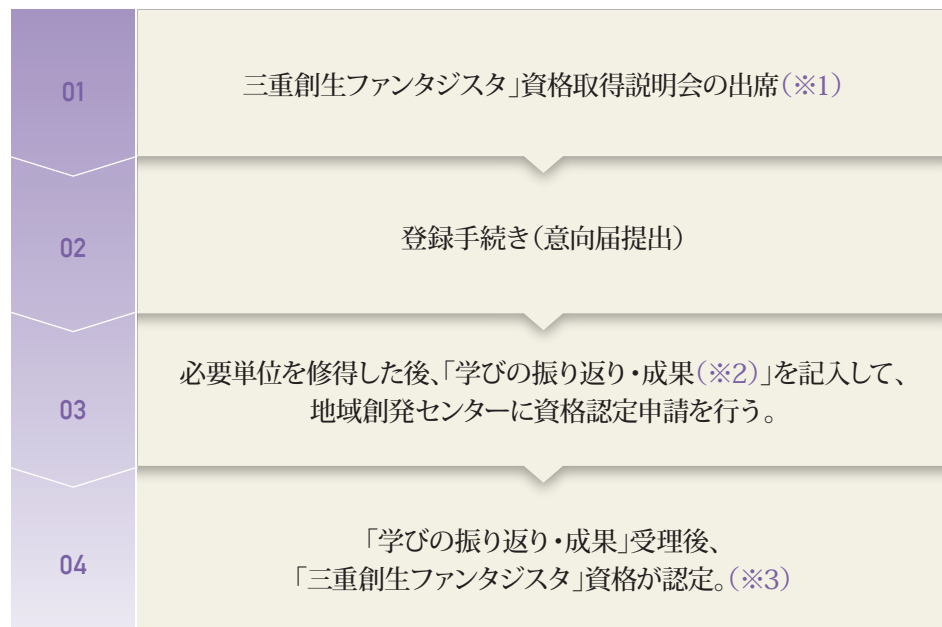 01
三重創生ファンタジスタ」資格取得説明会の出席(※1)
02
登録手続き(意向届提出)
03
必要単位を修得した後、「学びの振り返り・成果(※2)」を記入して、
地域創発センターに資格認定申請を行う。
04
「学びの振り返り・成果」受理後、
「三重創生ファンタジスタ」資格が認定。(※3)